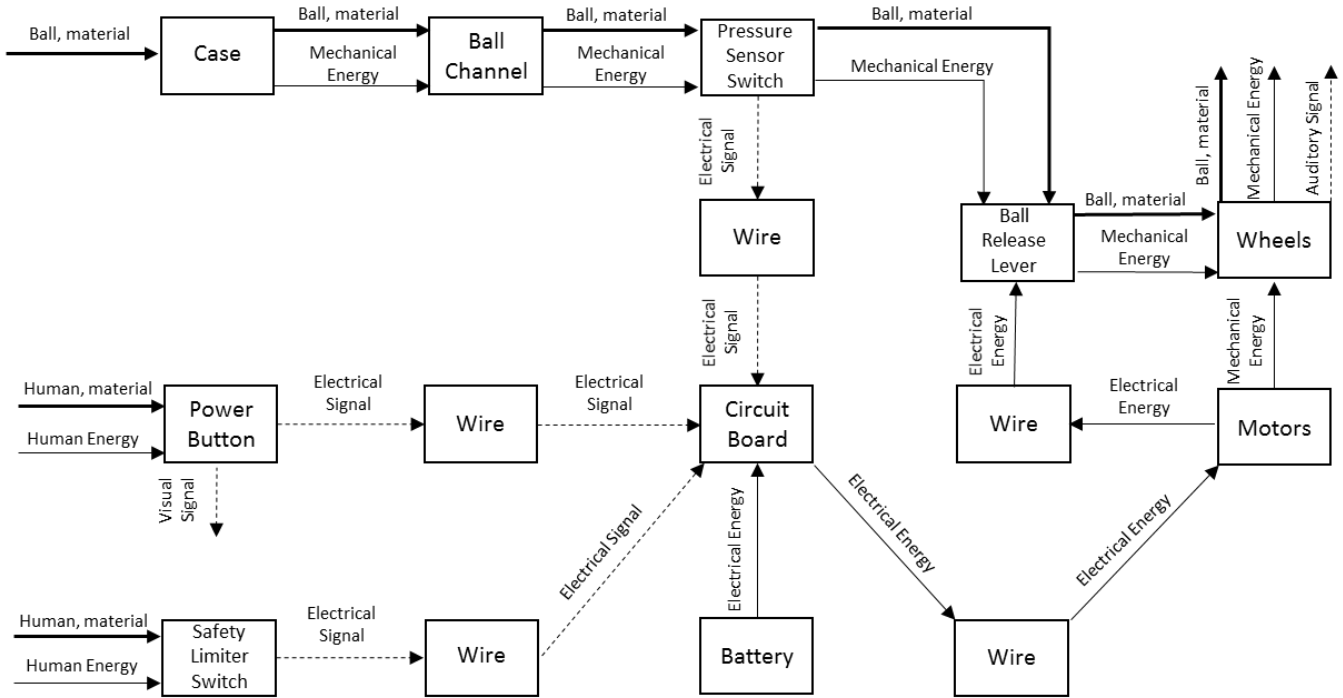 Ball, material
Case
Ball, material
Mechanical
Energy
Ball
Channel
Ball, material
Mechanical
Energy
Pressure
Sensor
Switch
Ball, material
Mechanical Energy
Electrical
Signal
Wire
Electrical
Signal
Ball
Release
Lever
Ball, material
Mechanical
Energy
Wheels
Ball, material
Mechanical Energy
Auditory Signal
Human, material
Human Energy
Power
Button
Visual
Signal
Electrical
Signal
Wire
Electrical
Signal
Circuit
Board
Electrical
Energy
Wire
Electrical
Energy
Motors
Mechanical
Energy
Human, material
Human Energy
Safety
Limiter
Switch
Electrical
Signal
Wire
Electrical Signal
Electrical Energy
Battery
Electrical Energy
Wire
Electrical Energy